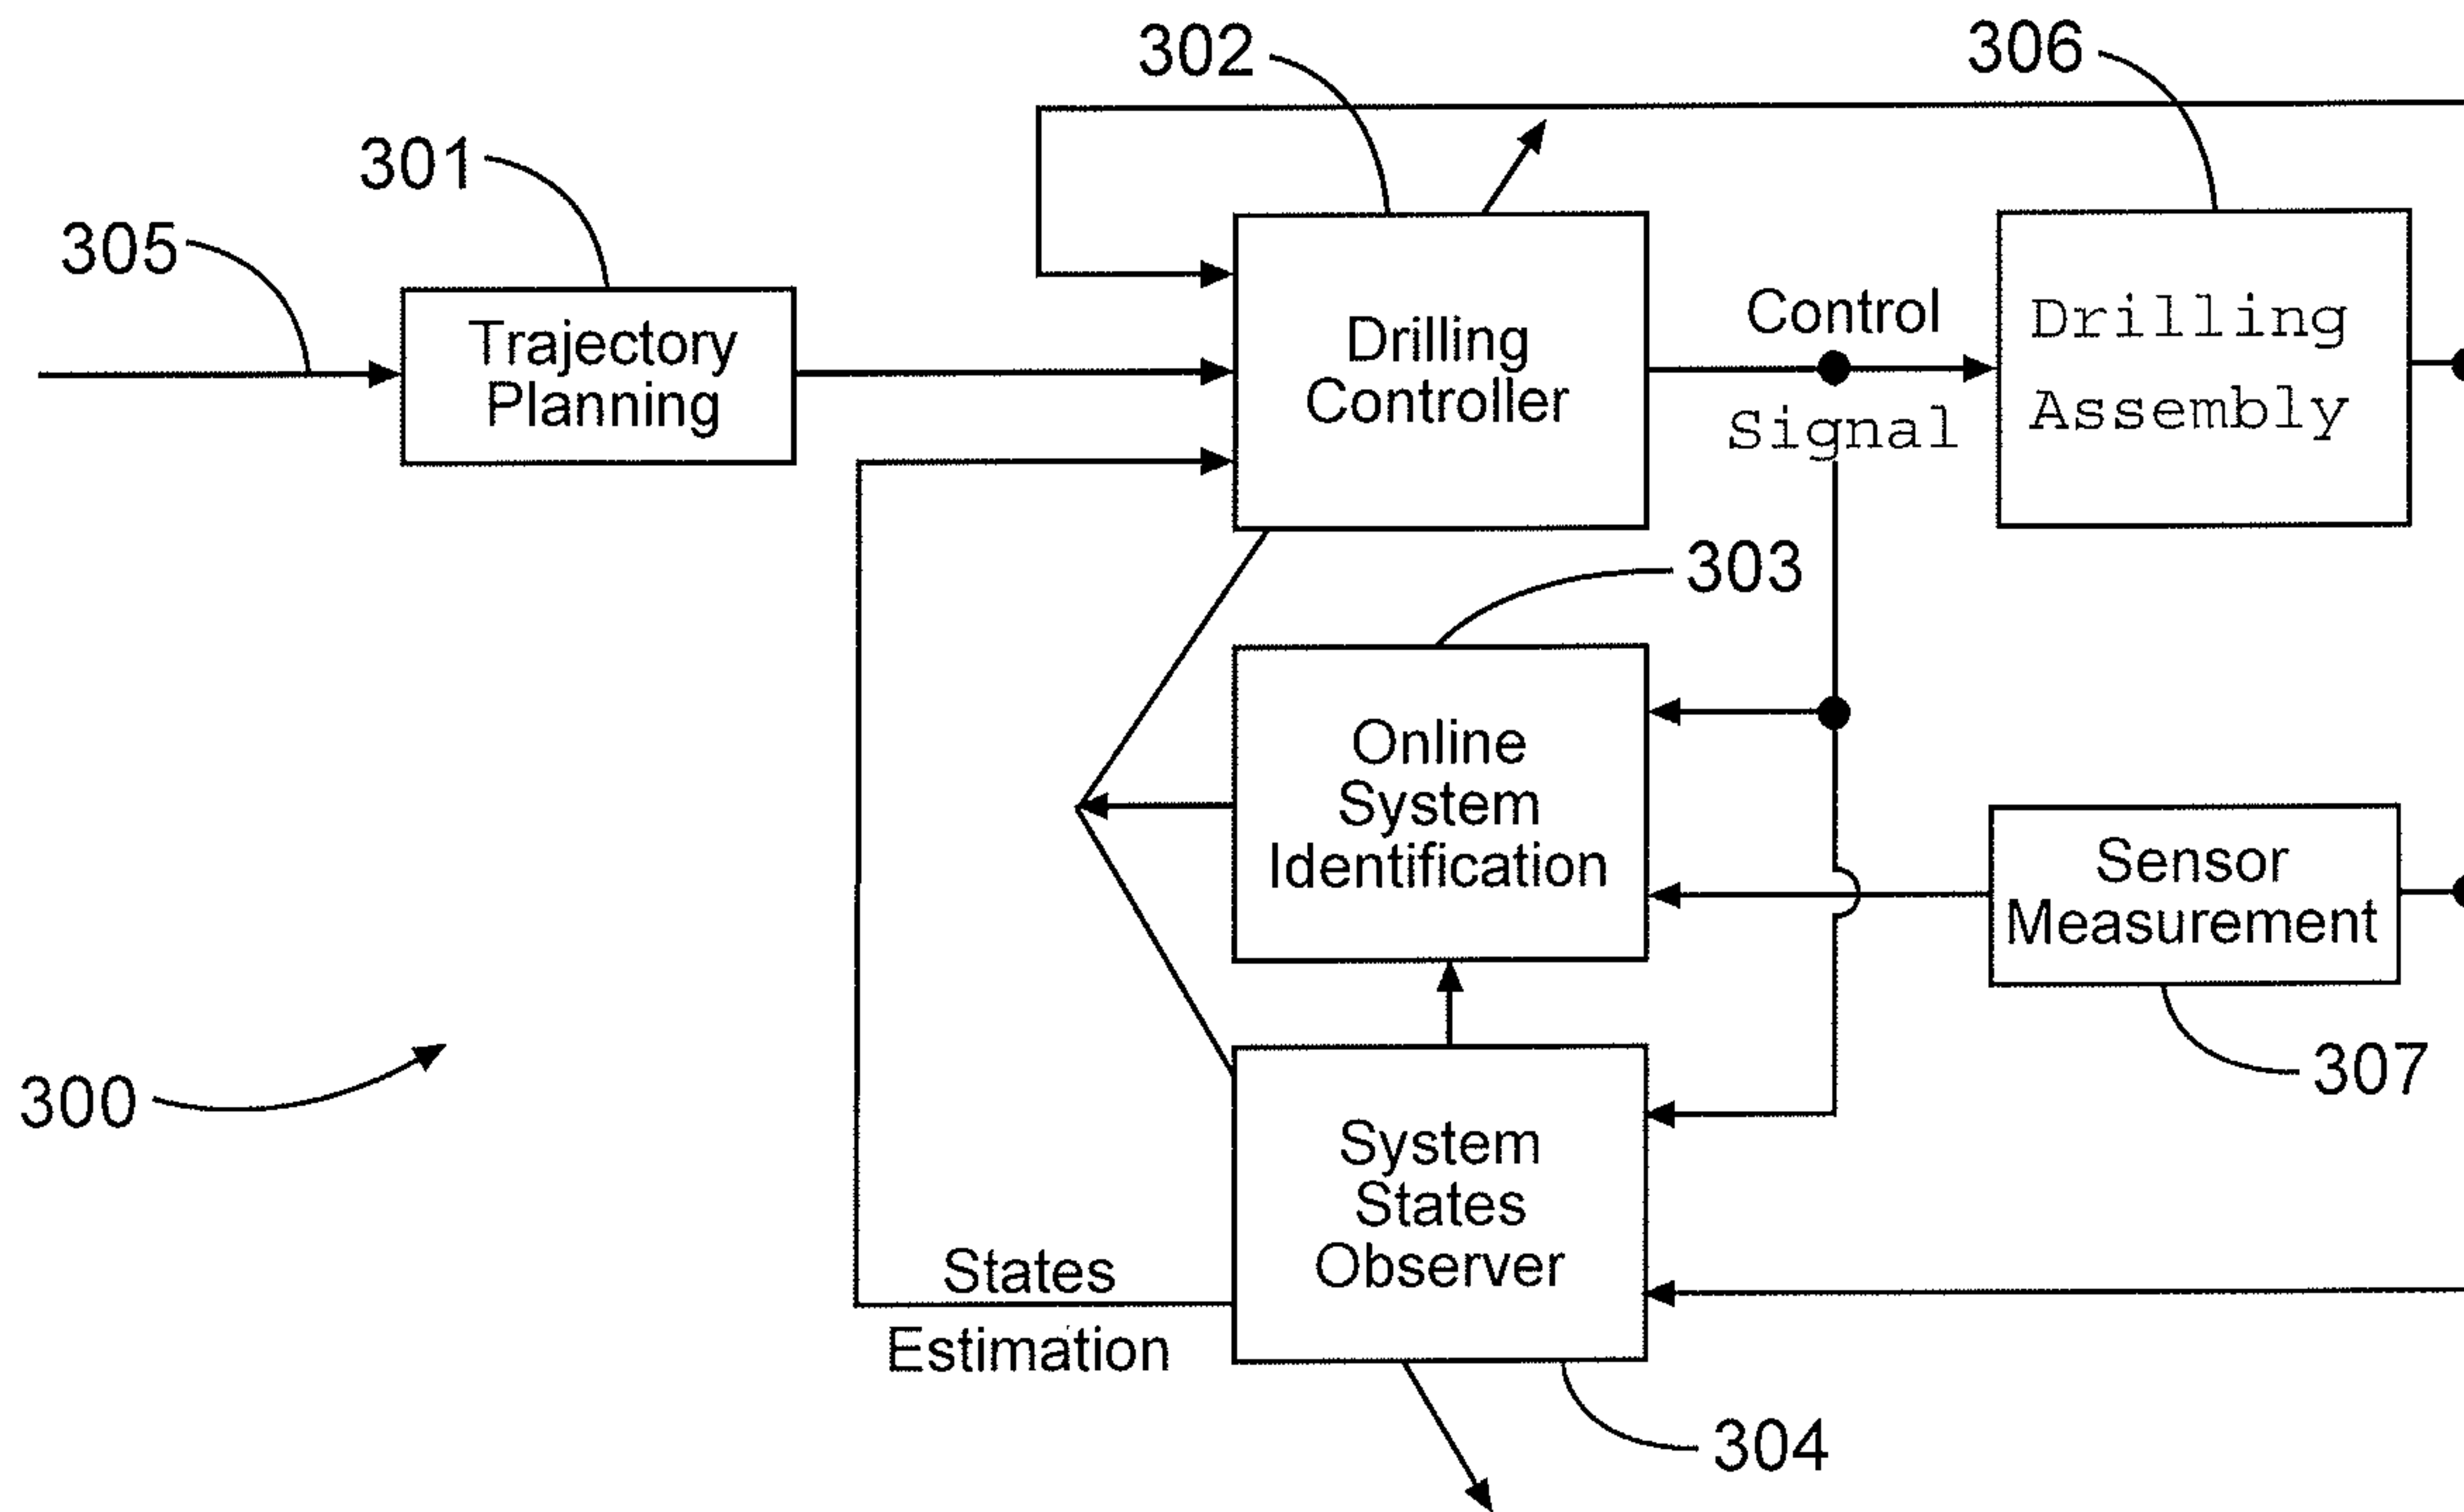 302
306
301
305
Trajectory
Planning
Drilling
Controller
Control
Signal
Drilling
Assembly
303
Online
System
Identification
Sensor
Measurement
307
300
System
States
Observer
States
Estimation
304